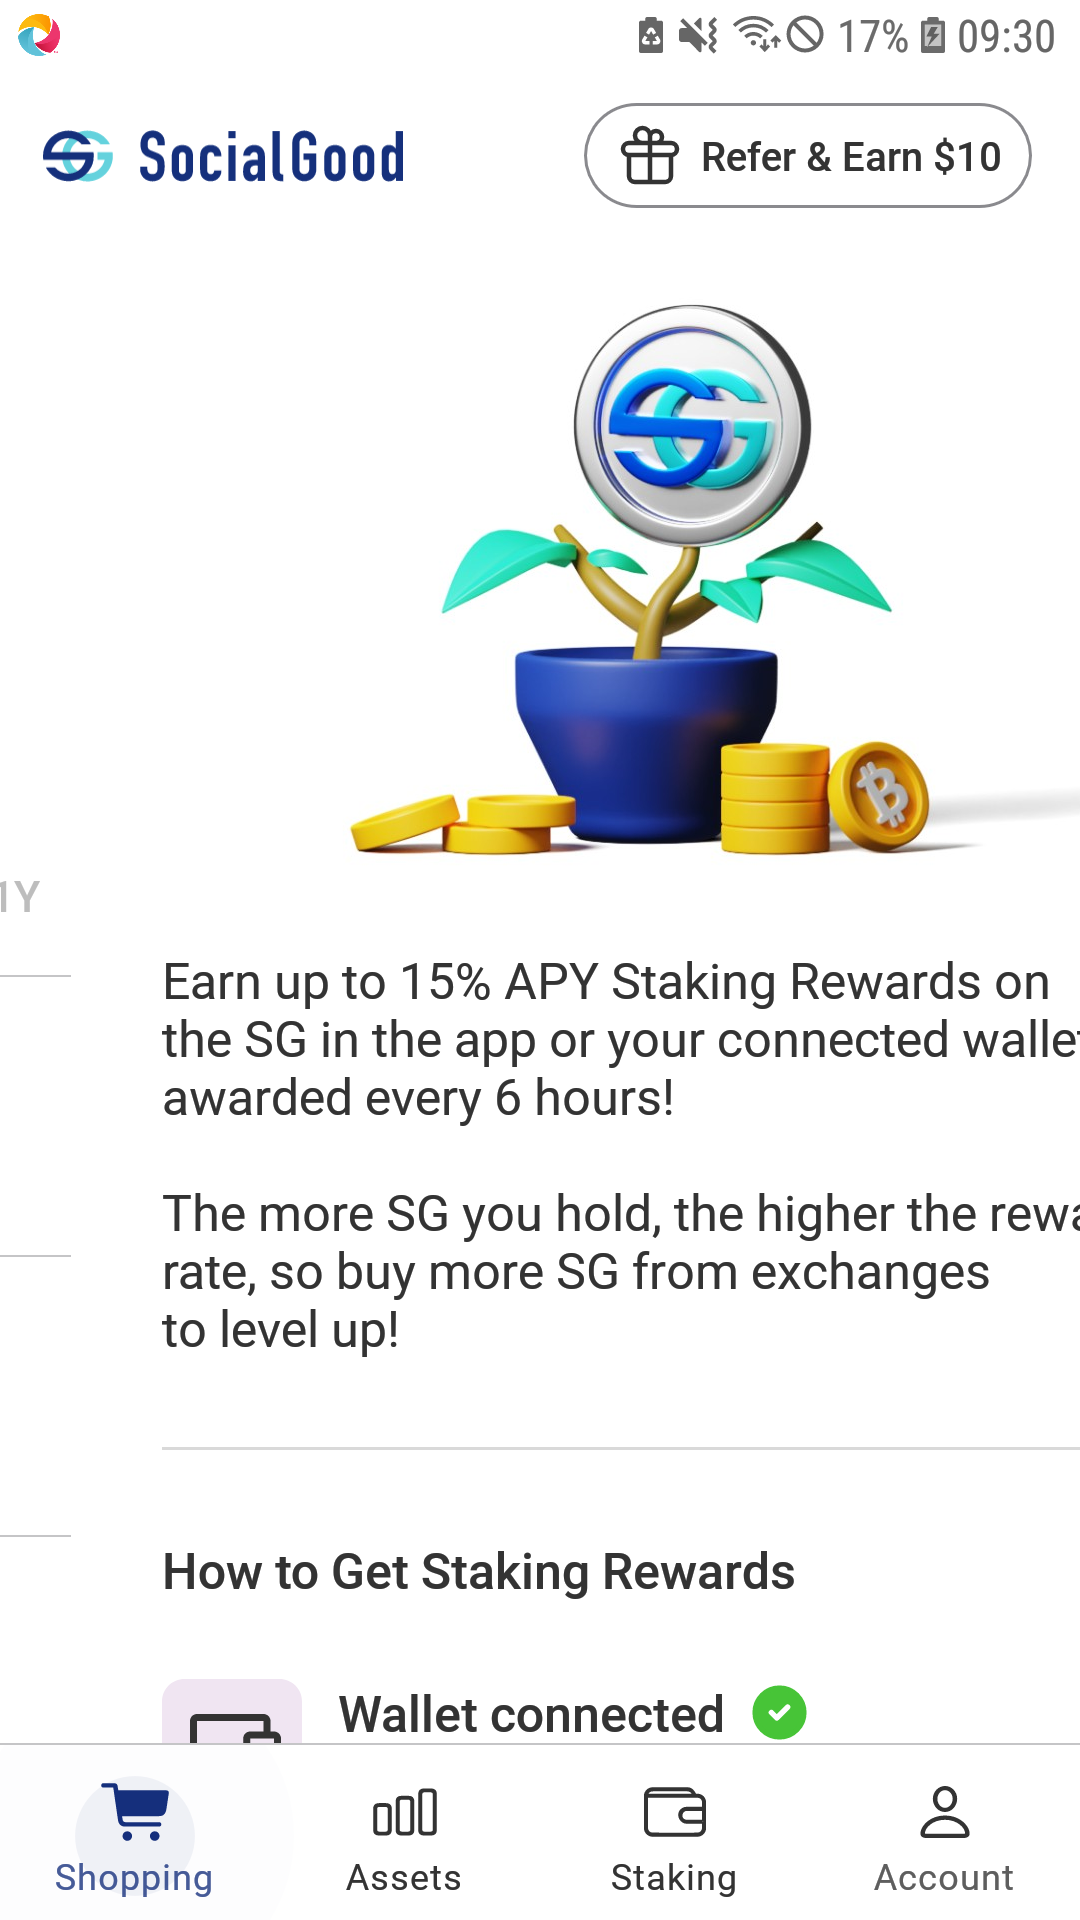 17% 09:30
SocialGood
Refer & Earn $10
1Y
Earn up to 15% APY Staking Rewards on
the SG in the app or your connected wallet
awarded every 6 hours!
The more SG you hold, the higher the rewa
rate, so buy more SG from exchanges
to level up!
How to Get Staking Rewards
Wallet connected
Shopping
Assets
Staking
Account